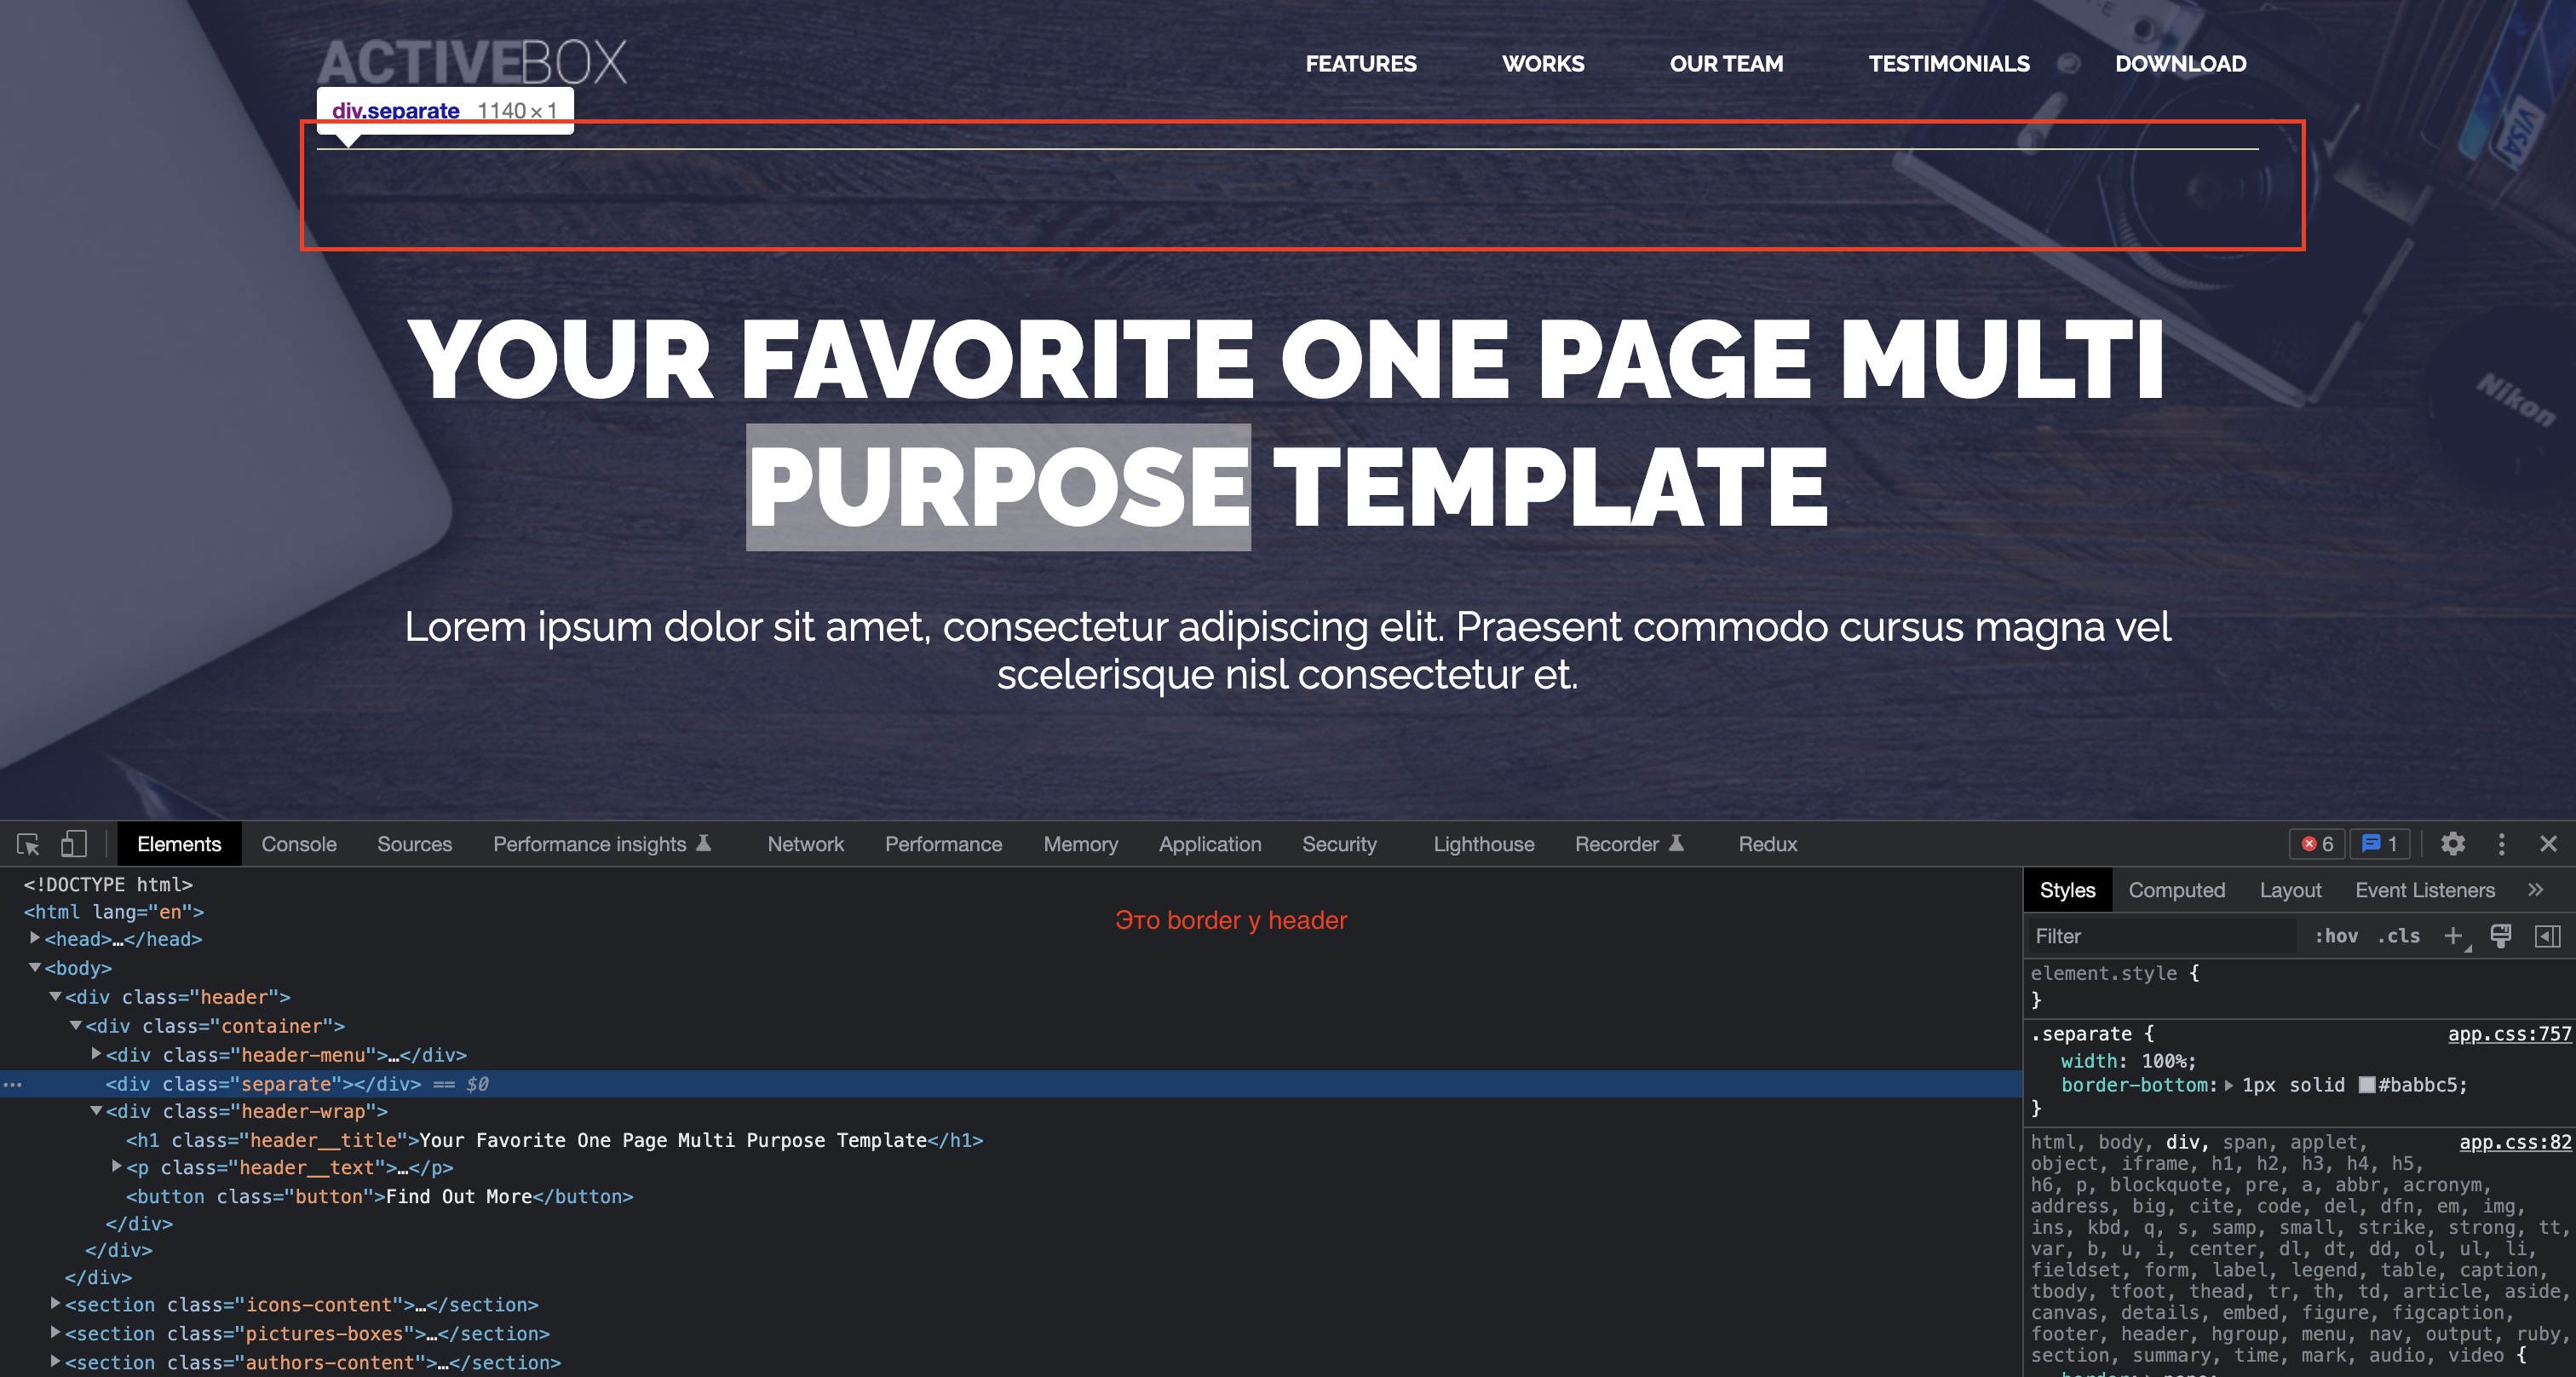 ACTIVEBOX
FEATURES WORKS OUR TEAM TESTIMONIALS DOWNLOAD
div.separate 1140 × 1
VISA
Nikon
YOUR FAVORITE ONE PAGE MULTI
PURPOSE TEMPLATE
Lorem ipsum dolor sit amet, consectetur adipiscing elit. Praesent commodo cursus magna vel
scelerisque nisl consectetur et.
Elements Console Sources Performance insights Network Performance Memory Application Security Lighthouse Recorder Redux 6 1
<!DOCTYPE html>
<html lang="en">
<head>…</head>
<body>
<div class="header">
<div class="container">
<div class="header-menu">…</div>
<div class="separate"></div> == $0
<div class="header-wrap">
<h1 class="header__title">Your Favorite One Page Multi Purpose Template</h1>
<p class="header__text">…</p>
<button class="button">Find Out More</button>
</div>
</div>
</div>
<section class="icons-content">…</section>
<section class="pictures-boxes">…</section>
<section class="authors-content">…</section>
Это border у header
Styles Computed Layout Event Listeners »
Filter :hov .cls +
element.style {
}
.separate { app.css:757
width: 100%;
border-bottom: 1px solid #babbc5;
}
html, body, div, span, applet, app.css:82
object, iframe, h1, h2, h3, h4, h5,
h6, p, blockquote, pre, a, abbr, acronym,
address, big, cite, code, del, dfn, em, img,
ins, kbd, q, s, samp, small, strike, strong, tt,
var, b, u, i, center, dl, dt, dd, ol, ul, li,
fieldset, form, label, legend, table, caption,
tbody, tfoot, thead, tr, th, td, article, aside,
canvas, details, embed, figure, figcaption,
footer, header, hgroup, menu, nav, output, ruby,
section, summary, time, mark, audio, video {